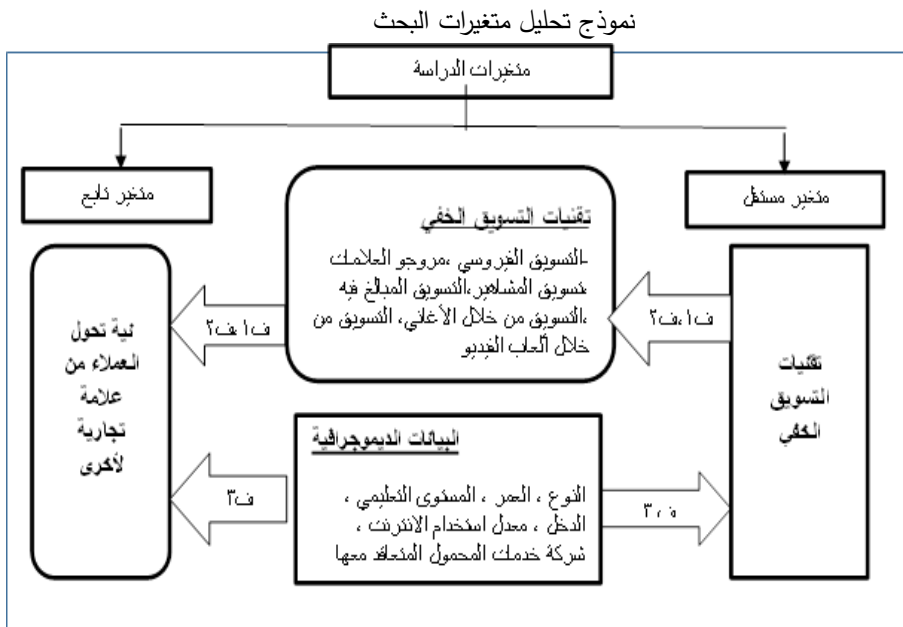 نموذج تحليل متغيرات البحث
متغيرات الدراسة
متغير مستقل
متغير تابع
تقنيات التسويق الخفي
-التسويق الفيروسي ،مروجو العلامات
،تسويق المشاهير،التسويق المبالغ فيه
،التسويق من خلال الأغاني، التسويق من
خلال ألعاب الفيديو
ف١،ف٢
ف١،ف٢
تقنيات
التسويق
الخفي
نية تحول
العملاء من
علامة
تجارية
لأخرى
البيانات الديموجرافية
النوع ، العمر ، المستوى التعليمي ،
الدخل ، معدل استخدام الانترنت ،
شركة خدمات المحمول المتعاقد معها
ف٣
ف٣